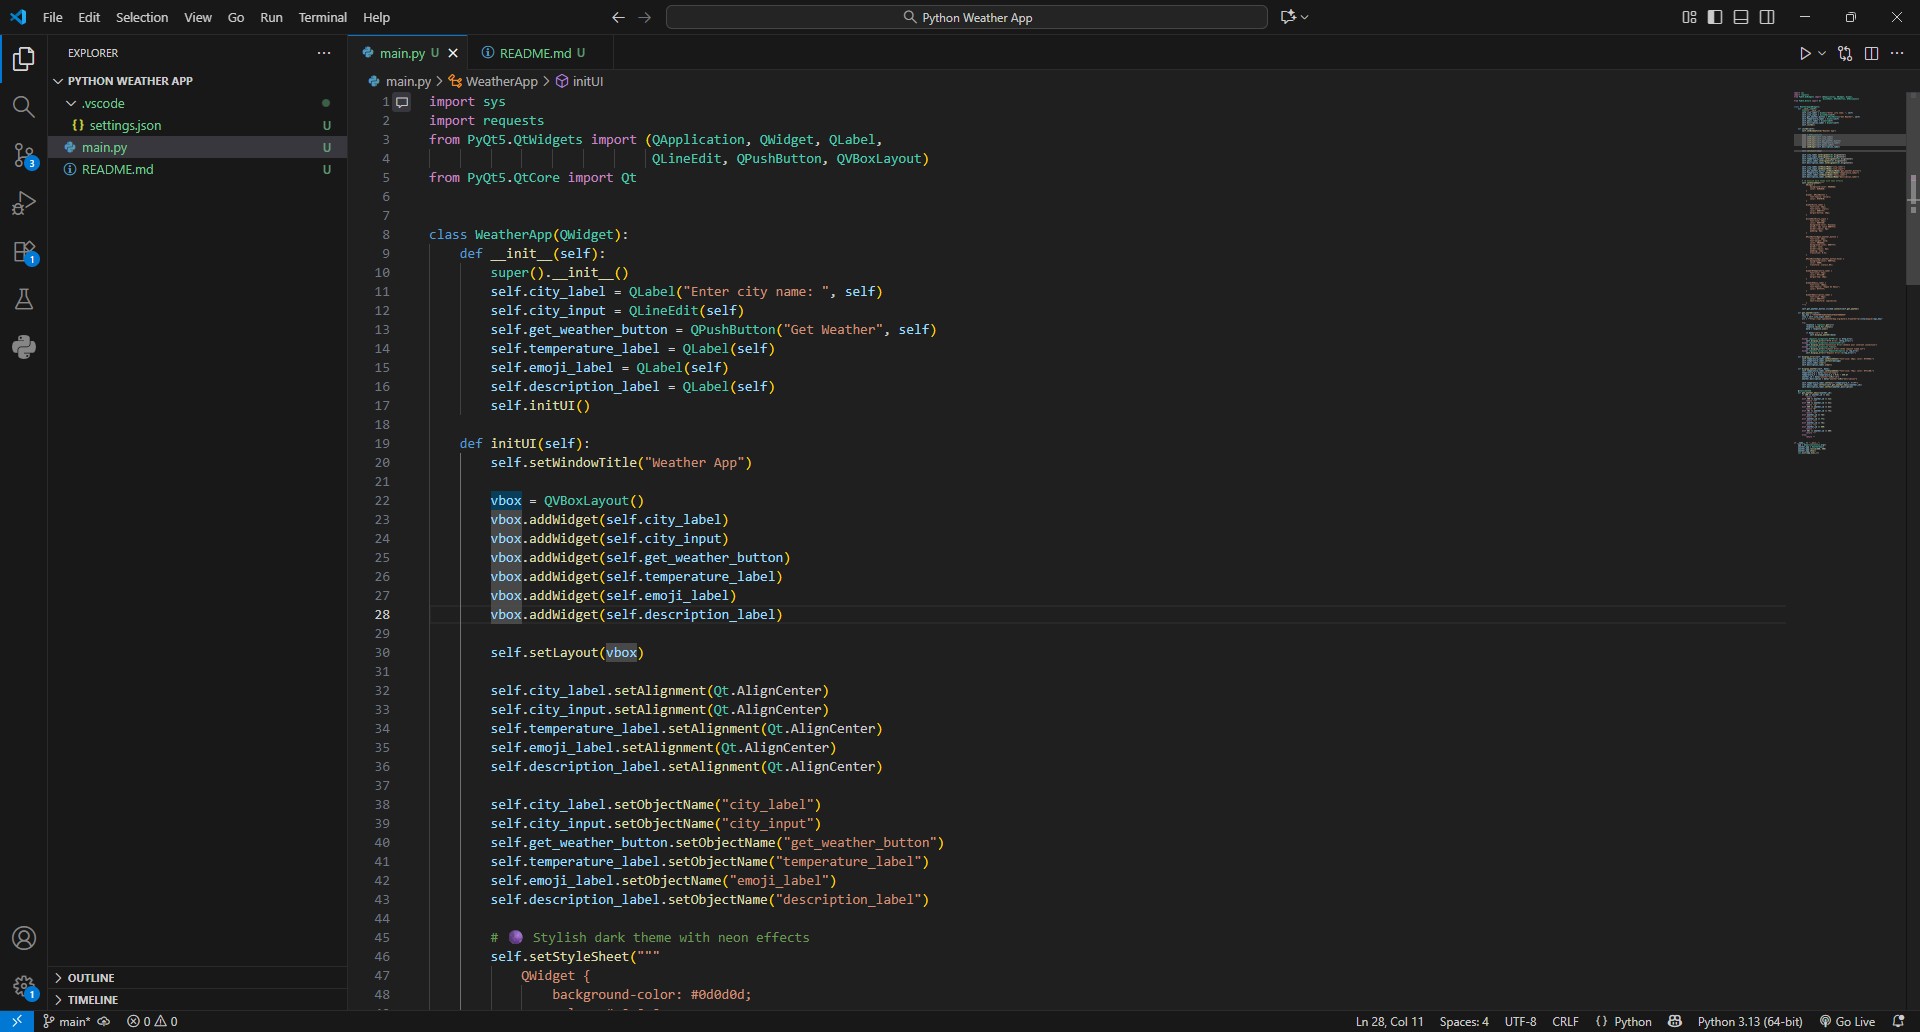 File Edit Selection View Go Run Terminal Help
Python Weather App
EXPLORER
PYTHON WEATHER APP
.vscode
{} settings.json U
main.py U
README.md U
OUTLINE
TIMELINE
3
1
1
main.py U
README.md U
main.py > WeatherApp > initUI
1 import sys
2 import requests
3 from PyQt5.QtWidgets import (QApplication, QWidget, QLabel,
4 QLineEdit, QPushButton, QVBoxLayout)
5 from PyQt5.QtCore import Qt
6
7
8 class WeatherApp(QWidget):
9 def __init__(self):
10 super().__init__()
11 self.city_label = QLabel("Enter city name: ", self)
12 self.city_input = QLineEdit(self)
13 self.get_weather_button = QPushButton("Get Weather", self)
14 self.temperature_label = QLabel(self)
15 self.emoji_label = QLabel(self)
16 self.description_label = QLabel(self)
17 self.initUI()
18
19 def initUI(self):
20 self.setWindowTitle("Weather App")
21
22 vbox = QVBoxLayout()
23 vbox.addWidget(self.city_label)
24 vbox.addWidget(self.city_input)
25 vbox.addWidget(self.get_weather_button)
26 vbox.addWidget(self.temperature_label)
27 vbox.addWidget(self.emoji_label)
28 vbox.addWidget(self.description_label)
29
30 self.setLayout(vbox)
31
32 self.city_label.setAlignment(Qt.AlignCenter)
33 self.city_input.setAlignment(Qt.AlignCenter)
34 self.temperature_label.setAlignment(Qt.AlignCenter)
35 self.emoji_label.setAlignment(Qt.AlignCenter)
36 self.description_label.setAlignment(Qt.AlignCenter)
37
38 self.city_label.setObjectName("city_label")
39 self.city_input.setObjectName("city_input")
40 self.get_weather_button.setObjectName("get_weather_button")
41 self.temperature_label.setObjectName("temperature_label")
42 self.emoji_label.setObjectName("emoji_label")
43 self.description_label.setObjectName("description_label")
44
45 # 🟣 Stylish dark theme with neon effects
46 self.setStyleSheet("""
47 QWidget {
48 background-color: #0d0d0d;
main* 0 0
Ln 28, Col 11 Spaces: 4 UTF-8 CRLF {} Python Python 3.13 (64-bit) Go Live